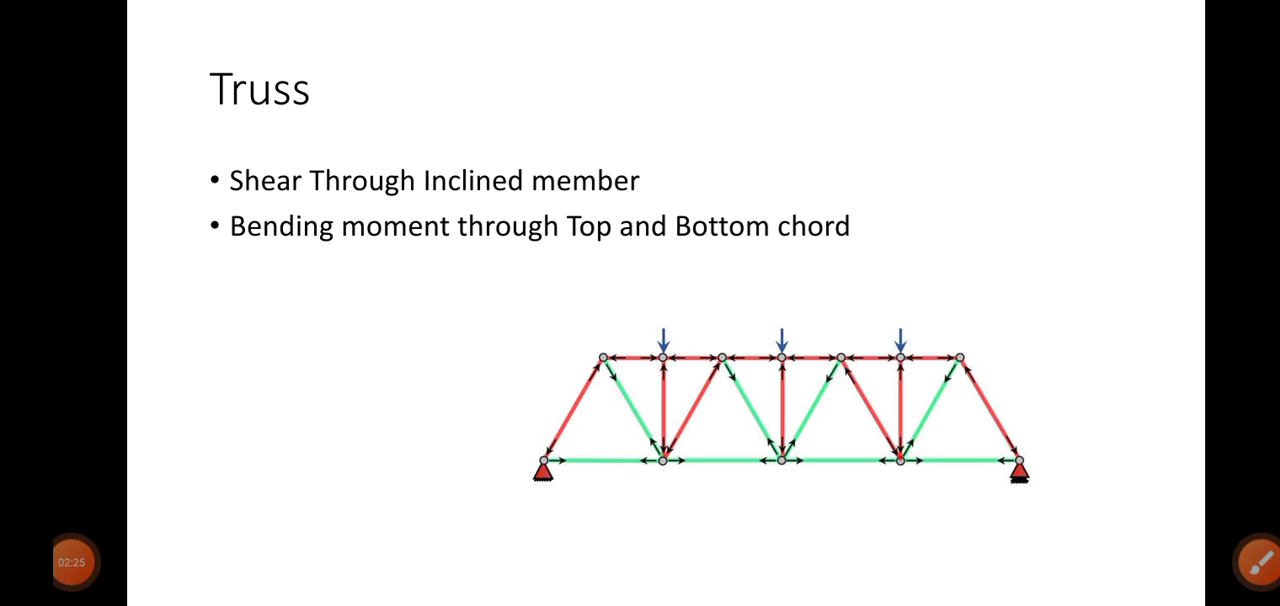 Truss
• Shear Through Inclined member
• Bending moment through Top and Bottom chord
02:25